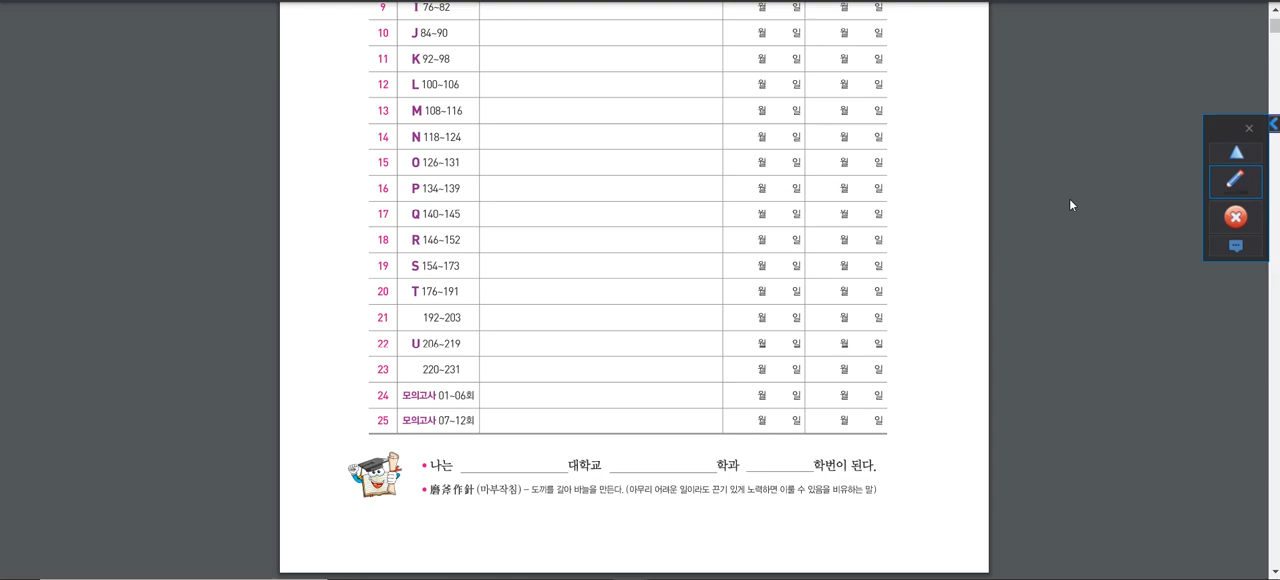 9 I 76~82 월 일 월 일
10 J 84~90 월 일 월 일
11 K 92~98 월 일 월 일
12 L 100~106 월 일 월 일
13 M 108~116 월 일 월 일
14 N 118~124 월 일 월 일
15 O 126~131 월 일 월 일
16 P 134~139 월 일 월 일
17 Q 140~145 월 일 월 일
18 R 146~152 월 일 월 일
19 S 154~173 월 일 월 일
20 T 176~191 월 일 월 일
21 192~203 월 일 월 일
22 U 206~219 월 일 월 일
23 220~231 월 일 월 일
24 모의고사 01~06회 월 일 월 일
25 모의고사 07~12회 월 일 월 일
• 나는 ________ 대학교 ________ 학과 ________ 학번이 된다.
• 磨斧作針 (마부작침) – 도끼를 갈아 바늘을 만든다. (아무리 어려운 일이라도 끈기 있게 노력하면 이룰 수 있음을 비유하는 말)